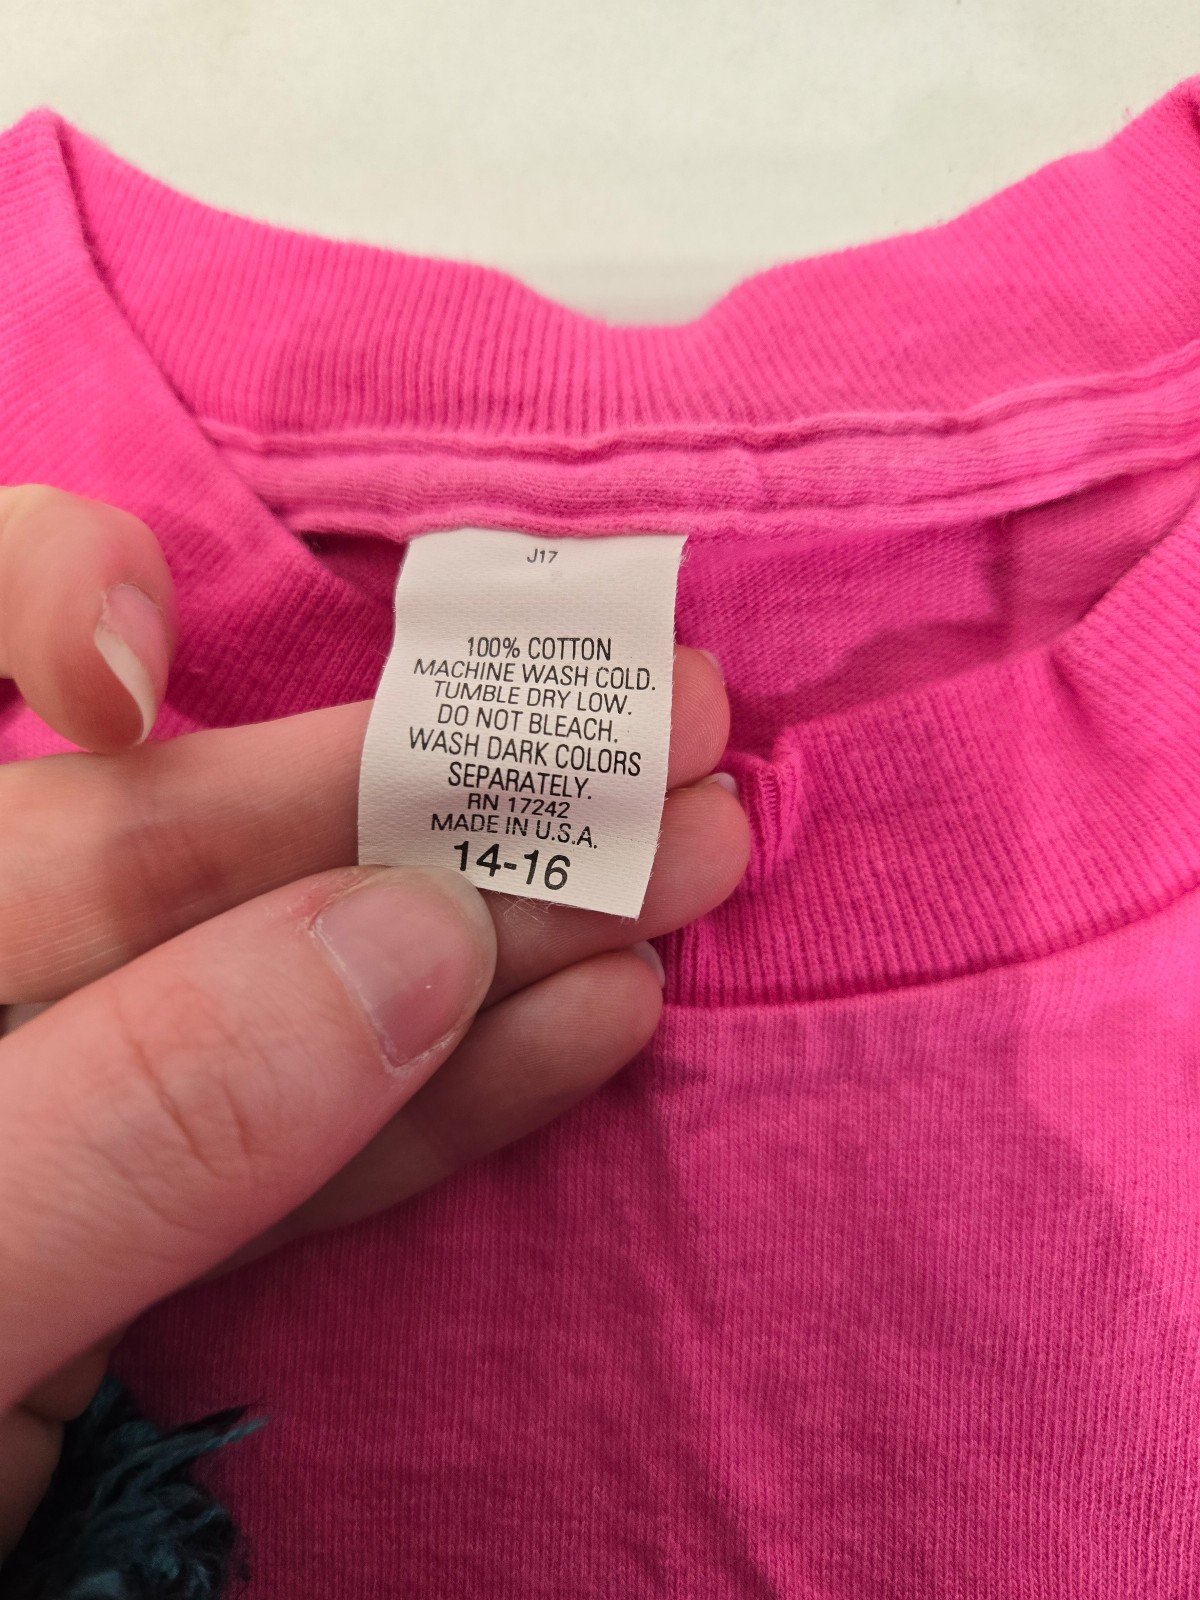 J17
100% COTTON
MACHINE WASH COLD.
TUMBLE DRY LOW.
DO NOT BLEACH.
WASH DARK COLORS
SEPARATELY.
RN 17242
MADE IN U.S.A.
14-16